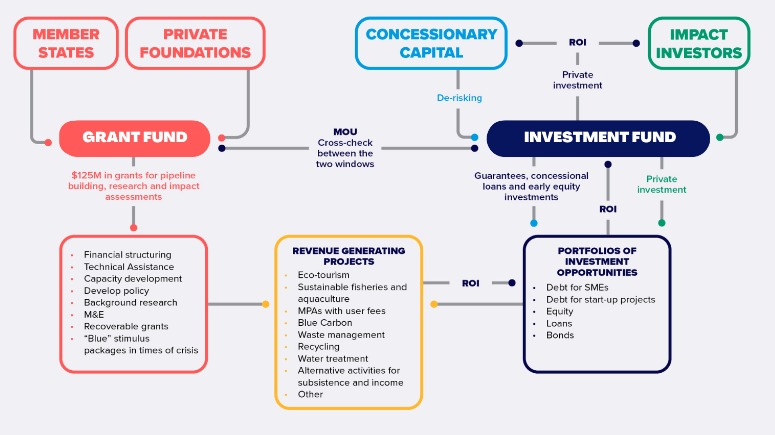 MEMBER
STATES
PRIVATE
FOUNDATIONS
CONCESSIONARY
CAPITAL
ROI
IMPACT
INVESTORS
Private
investment
De-risking
GRANT FUND
MOU
Cross-check
between the
two windows
INVESTMENT FUND
$125M in grants for pipeline
building, research and impact
assessments
Guarantees, concessional
loans and early equity
investments
ROI
Private
investment
• Financial structuring
• Technical Assistance
• Capacity development
• Develop policy
• Background research
• M&E
• Recoverable grants
• “Blue” stimulus
packages in times of crisis
REVENUE GENERATING
PROJECTS
• Eco-tourism
• Sustainable fisheries and
aquaculture
• MPAs with user fees
• Blue Carbon
• Waste management
• Recycling
• Water treatment
• Alternative activities for
subsistence and income
• Other
ROI
PORTFOLIOS OF
INVESTMENT
OPPORTUNITIES
• Debt for SMEs
• Debt for start-up projects
• Equity
• Loans
• Bonds